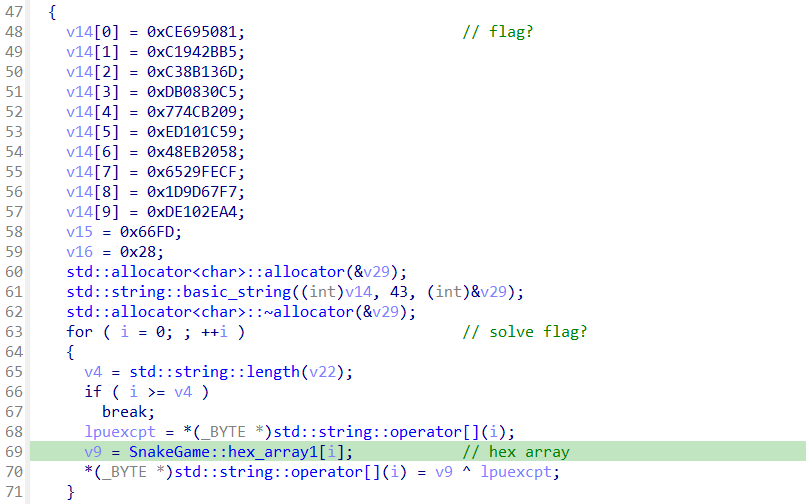 47 {
48 v14[0] = 0xCE695081; // flag?
49 v14[1] = 0xC1942BB5;
50 v14[2] = 0xC38B136D;
51 v14[3] = 0xDB0830C5;
52 v14[4] = 0x774CB209;
53 v14[5] = 0xED101C59;
54 v14[6] = 0x48EB2058;
55 v14[7] = 0x6529FECF;
56 v14[8] = 0x1D9D67F7;
57 v14[9] = 0xDE102EA4;
58 v15 = 0x66FD;
59 v16 = 0x28;
60 std::allocator<char>::allocator(&v29);
61 std::string::basic_string((int)v14, 43, (int)&v29);
62 std::allocator<char>::~allocator(&v29);
63 for ( i = 0; ; ++i ) // solve flag?
64 {
65 v4 = std::string::length(v22);
66 if ( i >= v4 )
67 break;
68 lpuexcpt = *(_BYTE *)std::string::operator[](i);
69 v9 = SnakeGame::hex_array1[i]; // hex array
70 *(_BYTE *)std::string::operator[](i) = v9 ^ lpuexcpt;
71 }